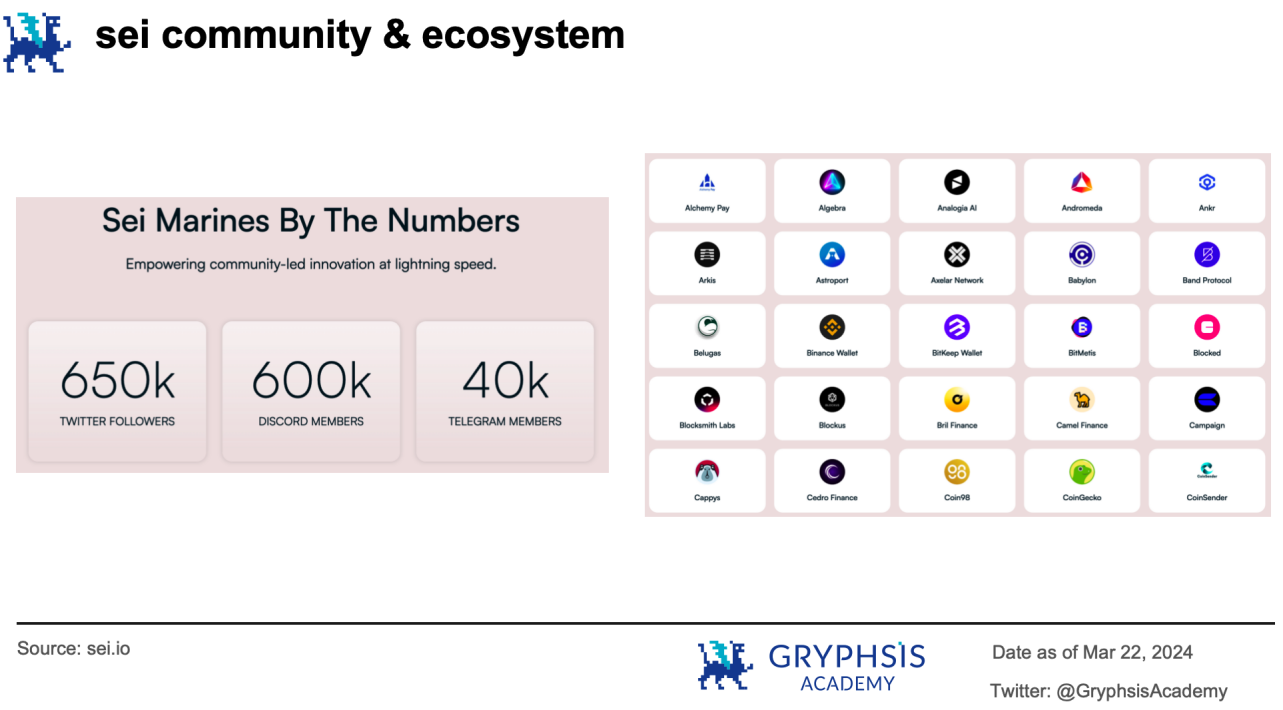 sei community & ecosystem
Sei Marines By The Numbers
Empowering community-led innovation at lightning speed.
650k
TWITTER FOLLOWERS
600k
DISCORD MEMBERS
40k
TELEGRAM MEMBERS
Alchemy Pay
Algebra
Analogia AI
Andromeda
Ankr
Arkis
Astroport
Axelar Network
Babylon
Band Protocol
Belugas
Binance Wallet
BitKeep Wallet
BitMetis
Blocked
Blocksmith Labs
Blockus
Bril Finance
Camel Finance
Campaign
Cappys
Cedro Finance
98
Coin98
CoinGecko
CoinSender
Source: sei.io
GRYPHSIS
ACADEMY
Date as of Mar 22, 2024
Twitter: @GryphsisAcademy